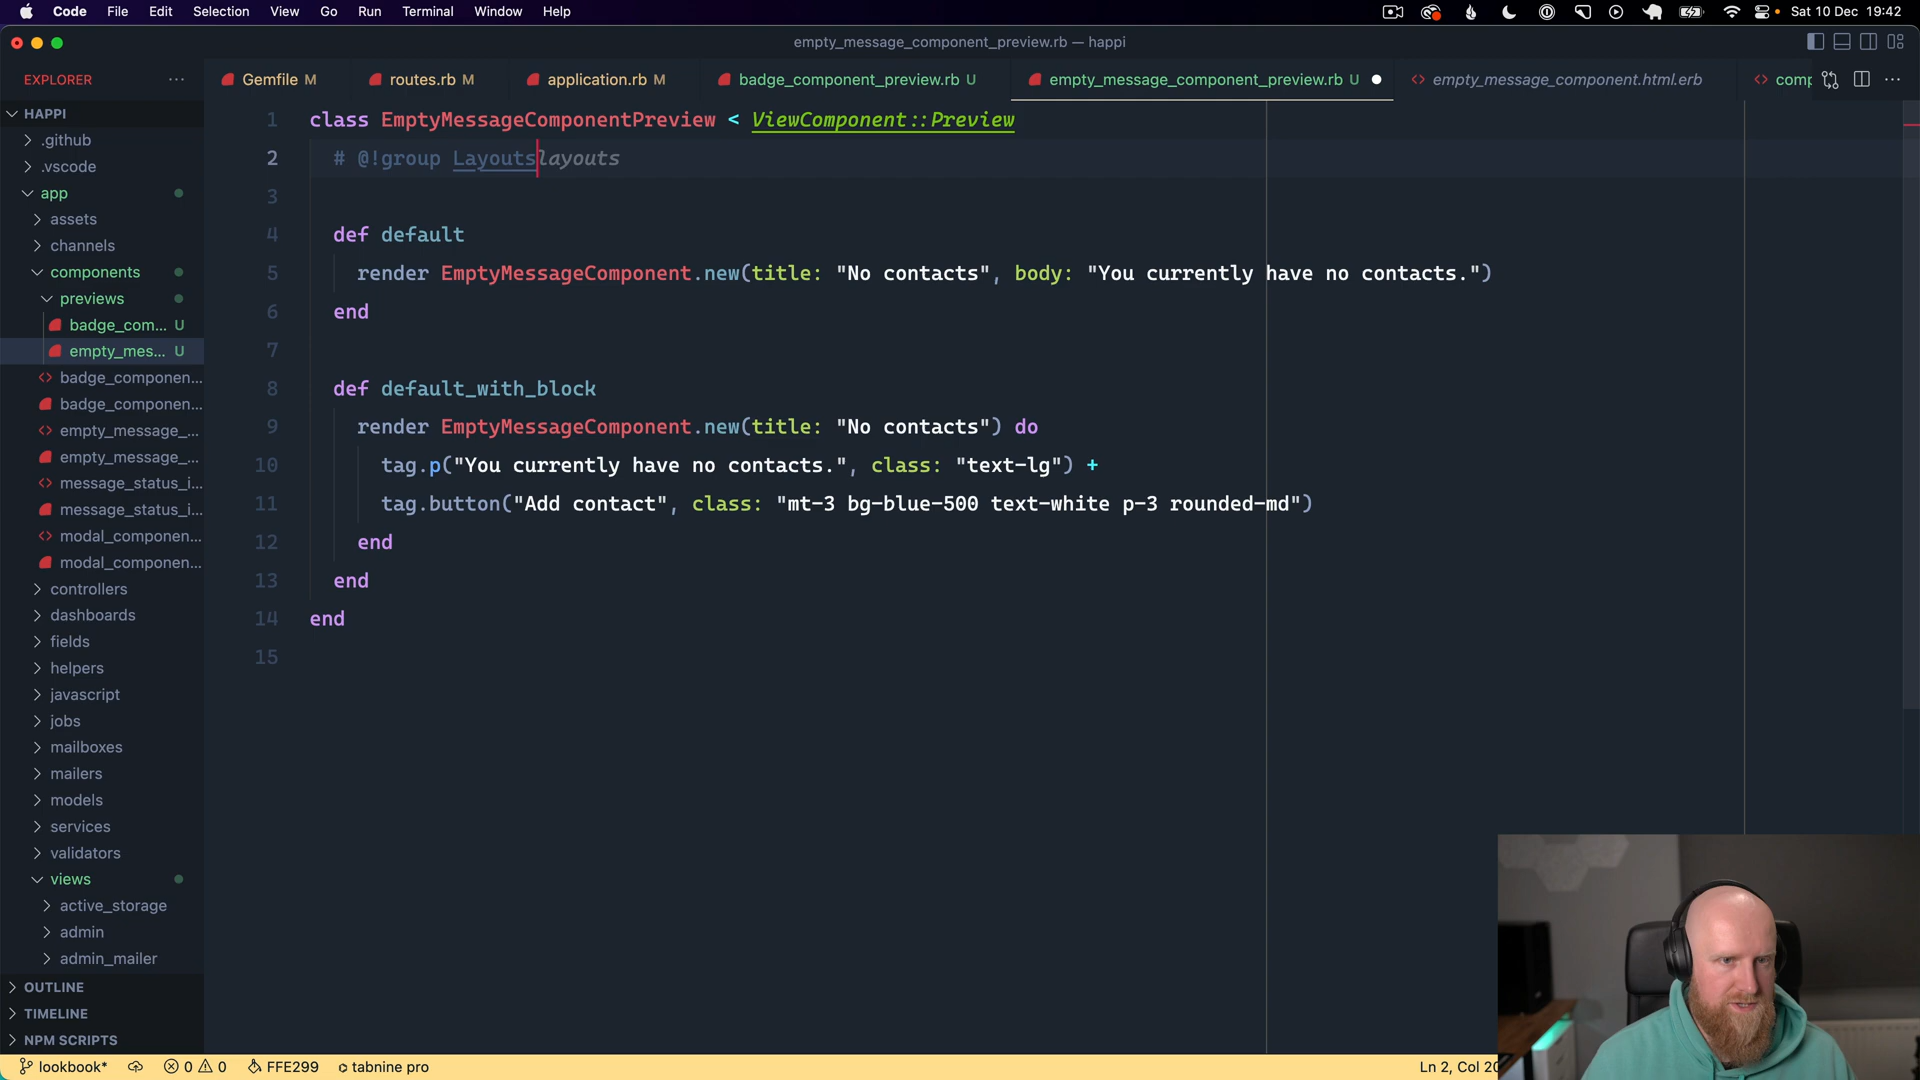 Code File Edit Selection View Go Run Terminal Window Help Sat 10 Dec 19:42
empty_message_component_preview.rb — happi
EXPLORER
Gemfile M routes.rb M application.rb M badge_component_preview.rb U empty_message_component_preview.rb U empty_message_component.html.erb comp
HAPPI
.github
.vscode
app
assets
channels
components
previews
badge_com... U
empty_mes... U
badge_componen...
badge_componen...
empty_message_...
empty_message_...
message_status_i...
message_status_i...
modal_componen...
modal_componen...
controllers
dashboards
fields
helpers
javascript
jobs
mailboxes
mailers
models
services
validators
views
active_storage
admin
admin_mailer
OUTLINE
TIMELINE
NPM SCRIPTS
1 class EmptyMessageComponentPreview < ViewComponent::Preview
2 # @!group Layoutslayouts
3
4 def default
5 render EmptyMessageComponent.new(title: "No contacts", body: "You currently have no contacts.")
6 end
7
8 def default_with_block
9 render EmptyMessageComponent.new(title: "No contacts") do
10 tag.p("You currently have no contacts.", class: "text-lg") +
11 tag.button("Add contact", class: "mt-3 bg-blue-500 text-white p-3 rounded-md")
12 end
13 end
14 end
15
lookbook* 0 0 FFE299 tabnine pro Ln 2, Col 20